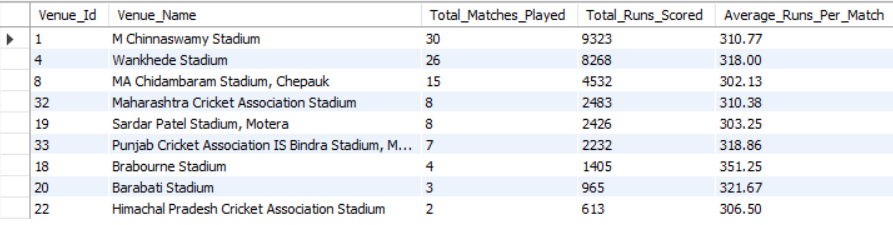 Venue_Id Venue_Name Total_Matches_Played Total_Runs_Scored Average_Runs_Per_Match
1 M Chinnaswamy Stadium 30 9323 310.77
4 Wankhede Stadium 26 8268 318.00
8 MA Chidambaram Stadium, Chepauk 15 4532 302.13
32 Maharashtra Cricket Association Stadium 8 2483 310.38
19 Sardar Patel Stadium, Motera 8 2426 303.25
33 Punjab Cricket Association IS Bindra Stadium, M... 7 2232 318.86
18 Brabourne Stadium 4 1405 351.25
20 Barabati Stadium 3 965 321.67
22 Himachal Pradesh Cricket Association Stadium 2 613 306.50